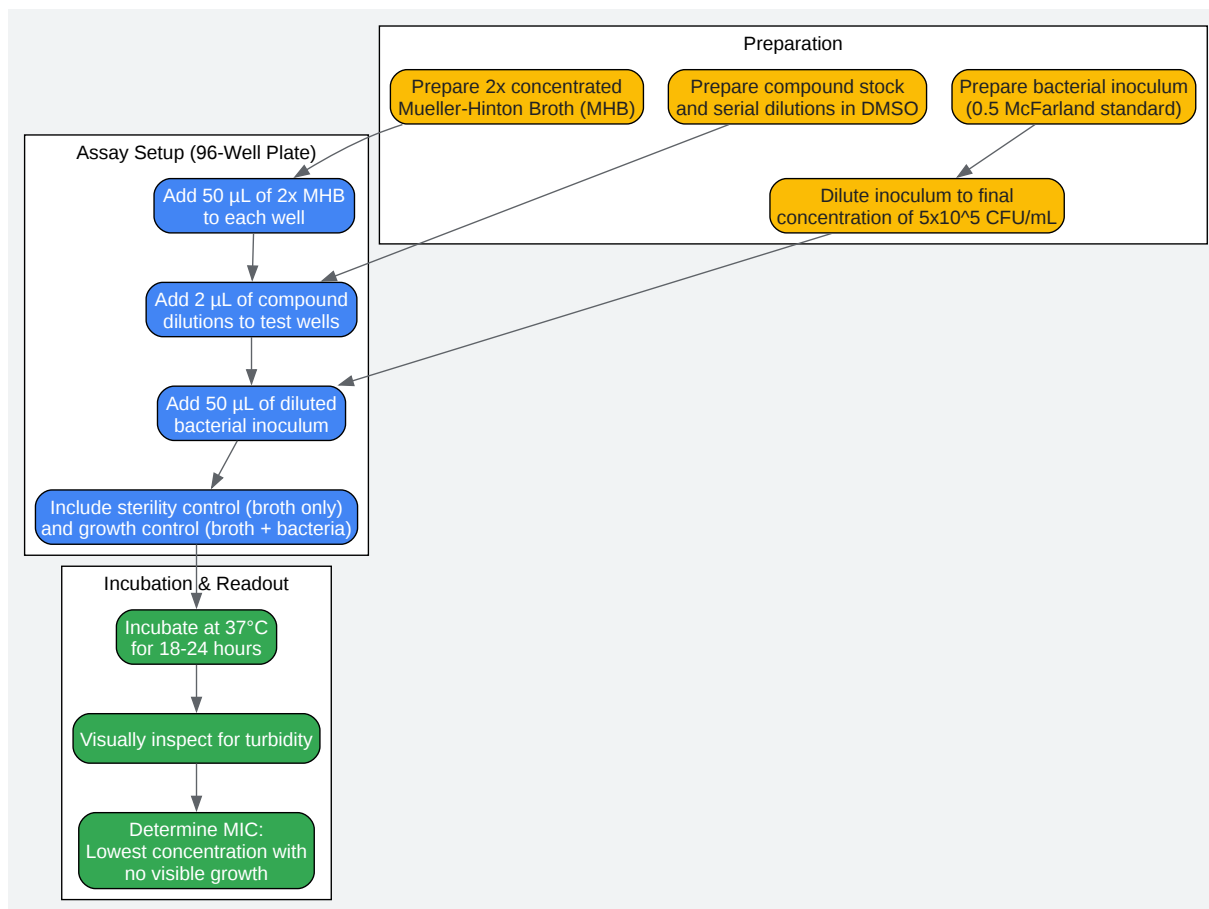 Preparation
Prepare 2x concentrated
Mueller-Hinton Broth (MHB)
Prepare compound stock
and serial dilutions in DMSO
Prepare bacterial inoculum
(0.5 McFarland standard)
Dilute inoculum to final
concentration of 5x10^5 CFU/mL
Assay Setup (96-Well Plate)
Add 50 µL of 2x MHB
to each well
Add 2 µL of compound
dilutions to test wells
Add 50 µL of diluted
bacterial inoculum
Include sterility control (broth only)
and growth control (broth + bacteria)
Incubation & Readout
Incubate at 37°C
for 18-24 hours
Visually inspect for turbidity
Determine MIC:
Lowest concentration with
no visible growth